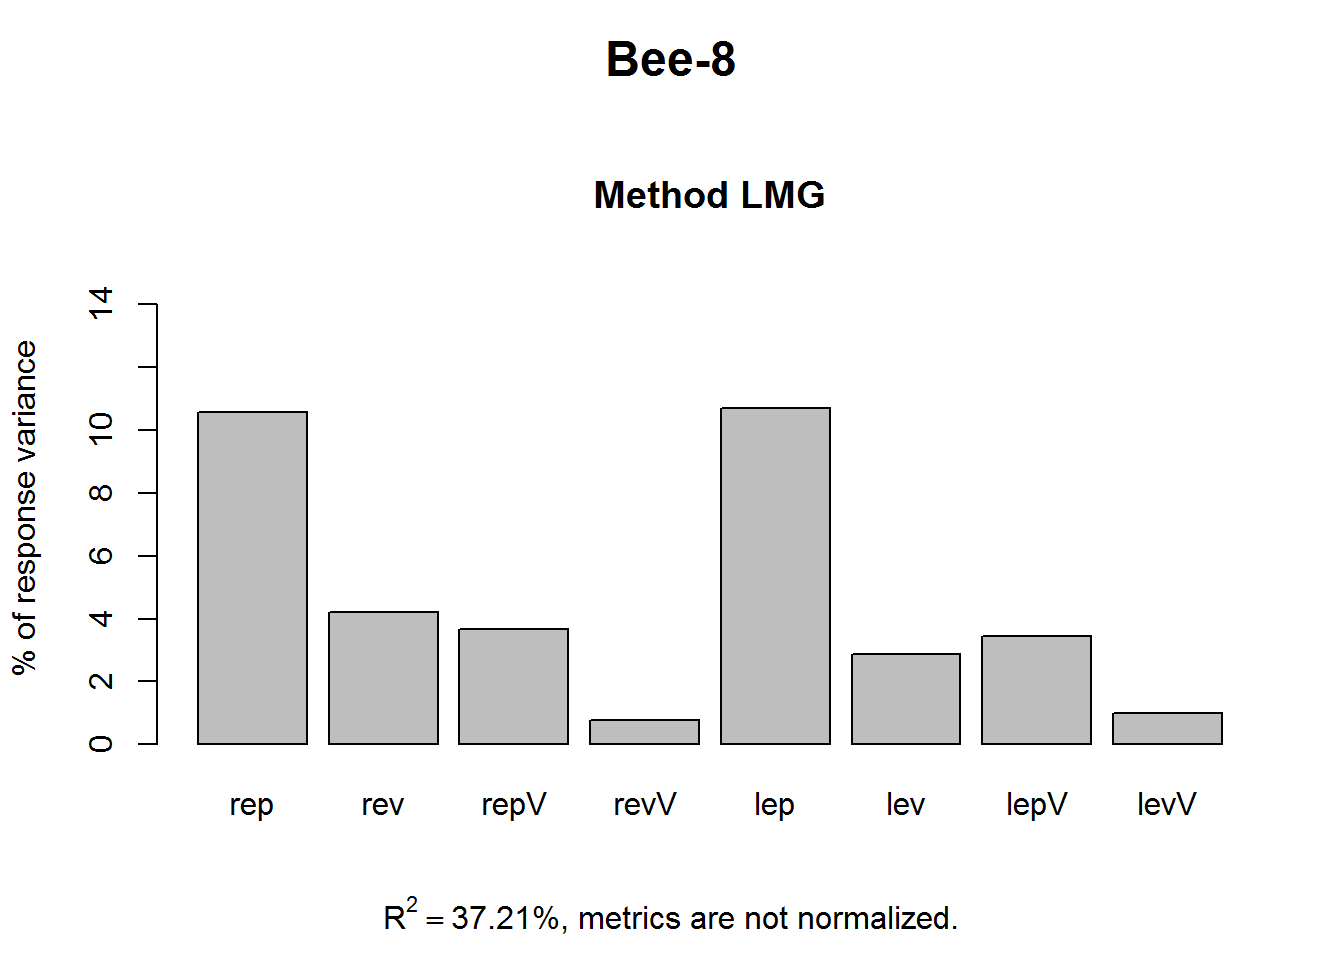 Bee-8
Method LMG
% of response variance
14
10
8
6
4
2
0
rep rev repV revV lep lev lepV levV
R² = 37.21%, metrics are not normalized.